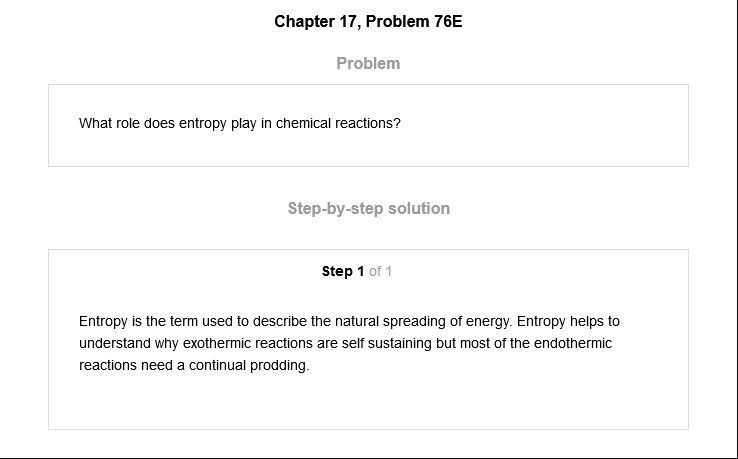 Chapter 17, Problem 76E
Problem
What role does entropy play in chemical reactions?
Step-by-step solution
Step 1 of 1
Entropy is the term used to describe the natural spreading of energy. Entropy helps to
understand why exothermic reactions are self sustaining but most of the endothermic
reactions need a continual prodding.